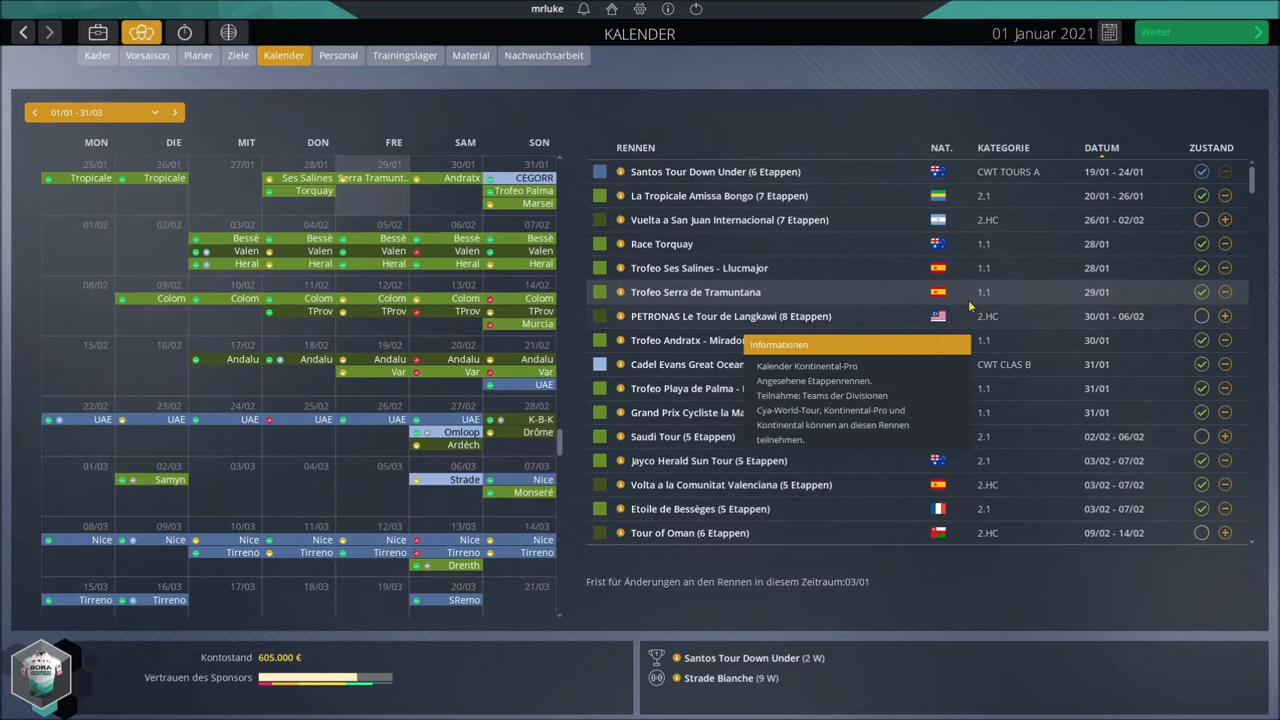 mrluke
KALENDER
01 Januar 2021
Weiter
Kader Vorsaison Planer Ziele Kalender Personal Trainingslager Material Nachwuchsarbeit
01/01 - 31/03
MON DIE MIT DON FRE SAM SON
25/01 26/01 27/01 28/01 29/01 30/01 31/01
Tropicale Tropicale Ses Salines Serra Tramunt.. Andratx CEGORR
Torquay Trofeo Palma
Marsei
01/02 02/02 03/02 04/02 05/02 06/02 07/02
Bessè Bessè Bessè Bessè Bessè
Valen Valen Valen Valen Valen
Heral Heral Heral Heral Heral
08/02 09/02 10/02 11/02 12/02 13/02 14/02
Colom Colom Colom Colom Colom Colom
TProv TProv TProv TProv
Murcia
15/02 16/02 17/02 18/02 19/02 20/02 21/02
Andalu Andalu Andalu Andalu Andalu
Var Var Var
UAE
22/02 23/02 24/02 25/02 26/02 27/02 28/02
UAE UAE UAE UAE UAE UAE K-B-K
Omloop Drôme
Ardèch
01/03 02/03 03/03 04/03 05/03 06/03 07/03
Samyn Strade Nice
Monseré
08/03 09/03 10/03 11/03 12/03 13/03 14/03
Nice Nice Nice Nice Nice Nice Nice
Tirreno Tirreno Tirreno Tirreno Tirreno
Drenth
15/03 16/03 17/03 18/03 19/03 20/03 21/03
Tirreno Tirreno SRemo
RENNEN NAT. KATEGORIE DATUM ZUSTAND
Santos Tour Down Under (6 Etappen) CWT TOURS A 19/01 - 24/01
La Tropicale Amissa Bongo (7 Etappen) 2.1 20/01 - 26/01
Vuelta a San Juan Internacional (7 Etappen) 2.HC 26/01 - 02/02
Race Torquay 1.1 28/01
Trofeo Ses Salines - Llucmajor 1.1 28/01
Trofeo Serra de Tramuntana 1.1 29/01
PETRONAS Le Tour de Langkawi (8 Etappen) 2.HC 30/01 - 06/02
Trofeo Andratx - Mirador 1.1 30/01
Cadel Evans Great Ocean CWT CLAS B 31/01
Trofeo Playa de Palma - 1.1 31/01
Grand Prix Cycliste la Ma 1.1 31/01
Saudi Tour (5 Etappen) 2.1 02/02 - 06/02
Jayco Herald Sun Tour (5 Etappen) 2.1 03/02 - 07/02
Volta a la Comunitat Valenciana (5 Etappen) 2.HC 03/02 - 07/02
Etoile de Bessèges (5 Etappen) 2.1 03/02 - 07/02
Tour of Oman (6 Etappen) 2.HC 09/02 - 14/02
Informationen
Kalender Kontinental-Pro
Angesehene Etappenrennen.
Teilnahme: Teams der Divisionen
Cya-World-Tour, Kontinental-Pro und
Kontinental können an diesen Rennen
teilnehmen.
Frist für Änderungen an den Rennen in diesem Zeitraum:03/01
Kontostand 605.000 €
Vertrauen des Sponsors
Santos Tour Down Under (2 W)
Strade Bianche (9 W)
BORA